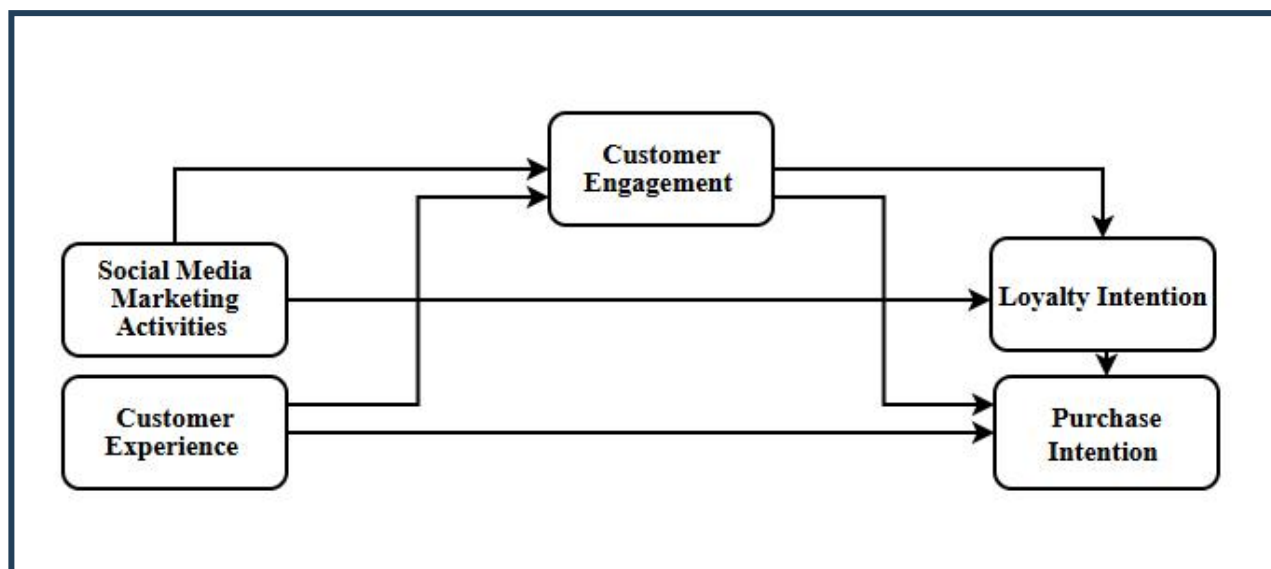 Customer
Engagement
Social Media
Marketing
Activities
Loyalty Intention
Customer
Experience
Purchase
Intention